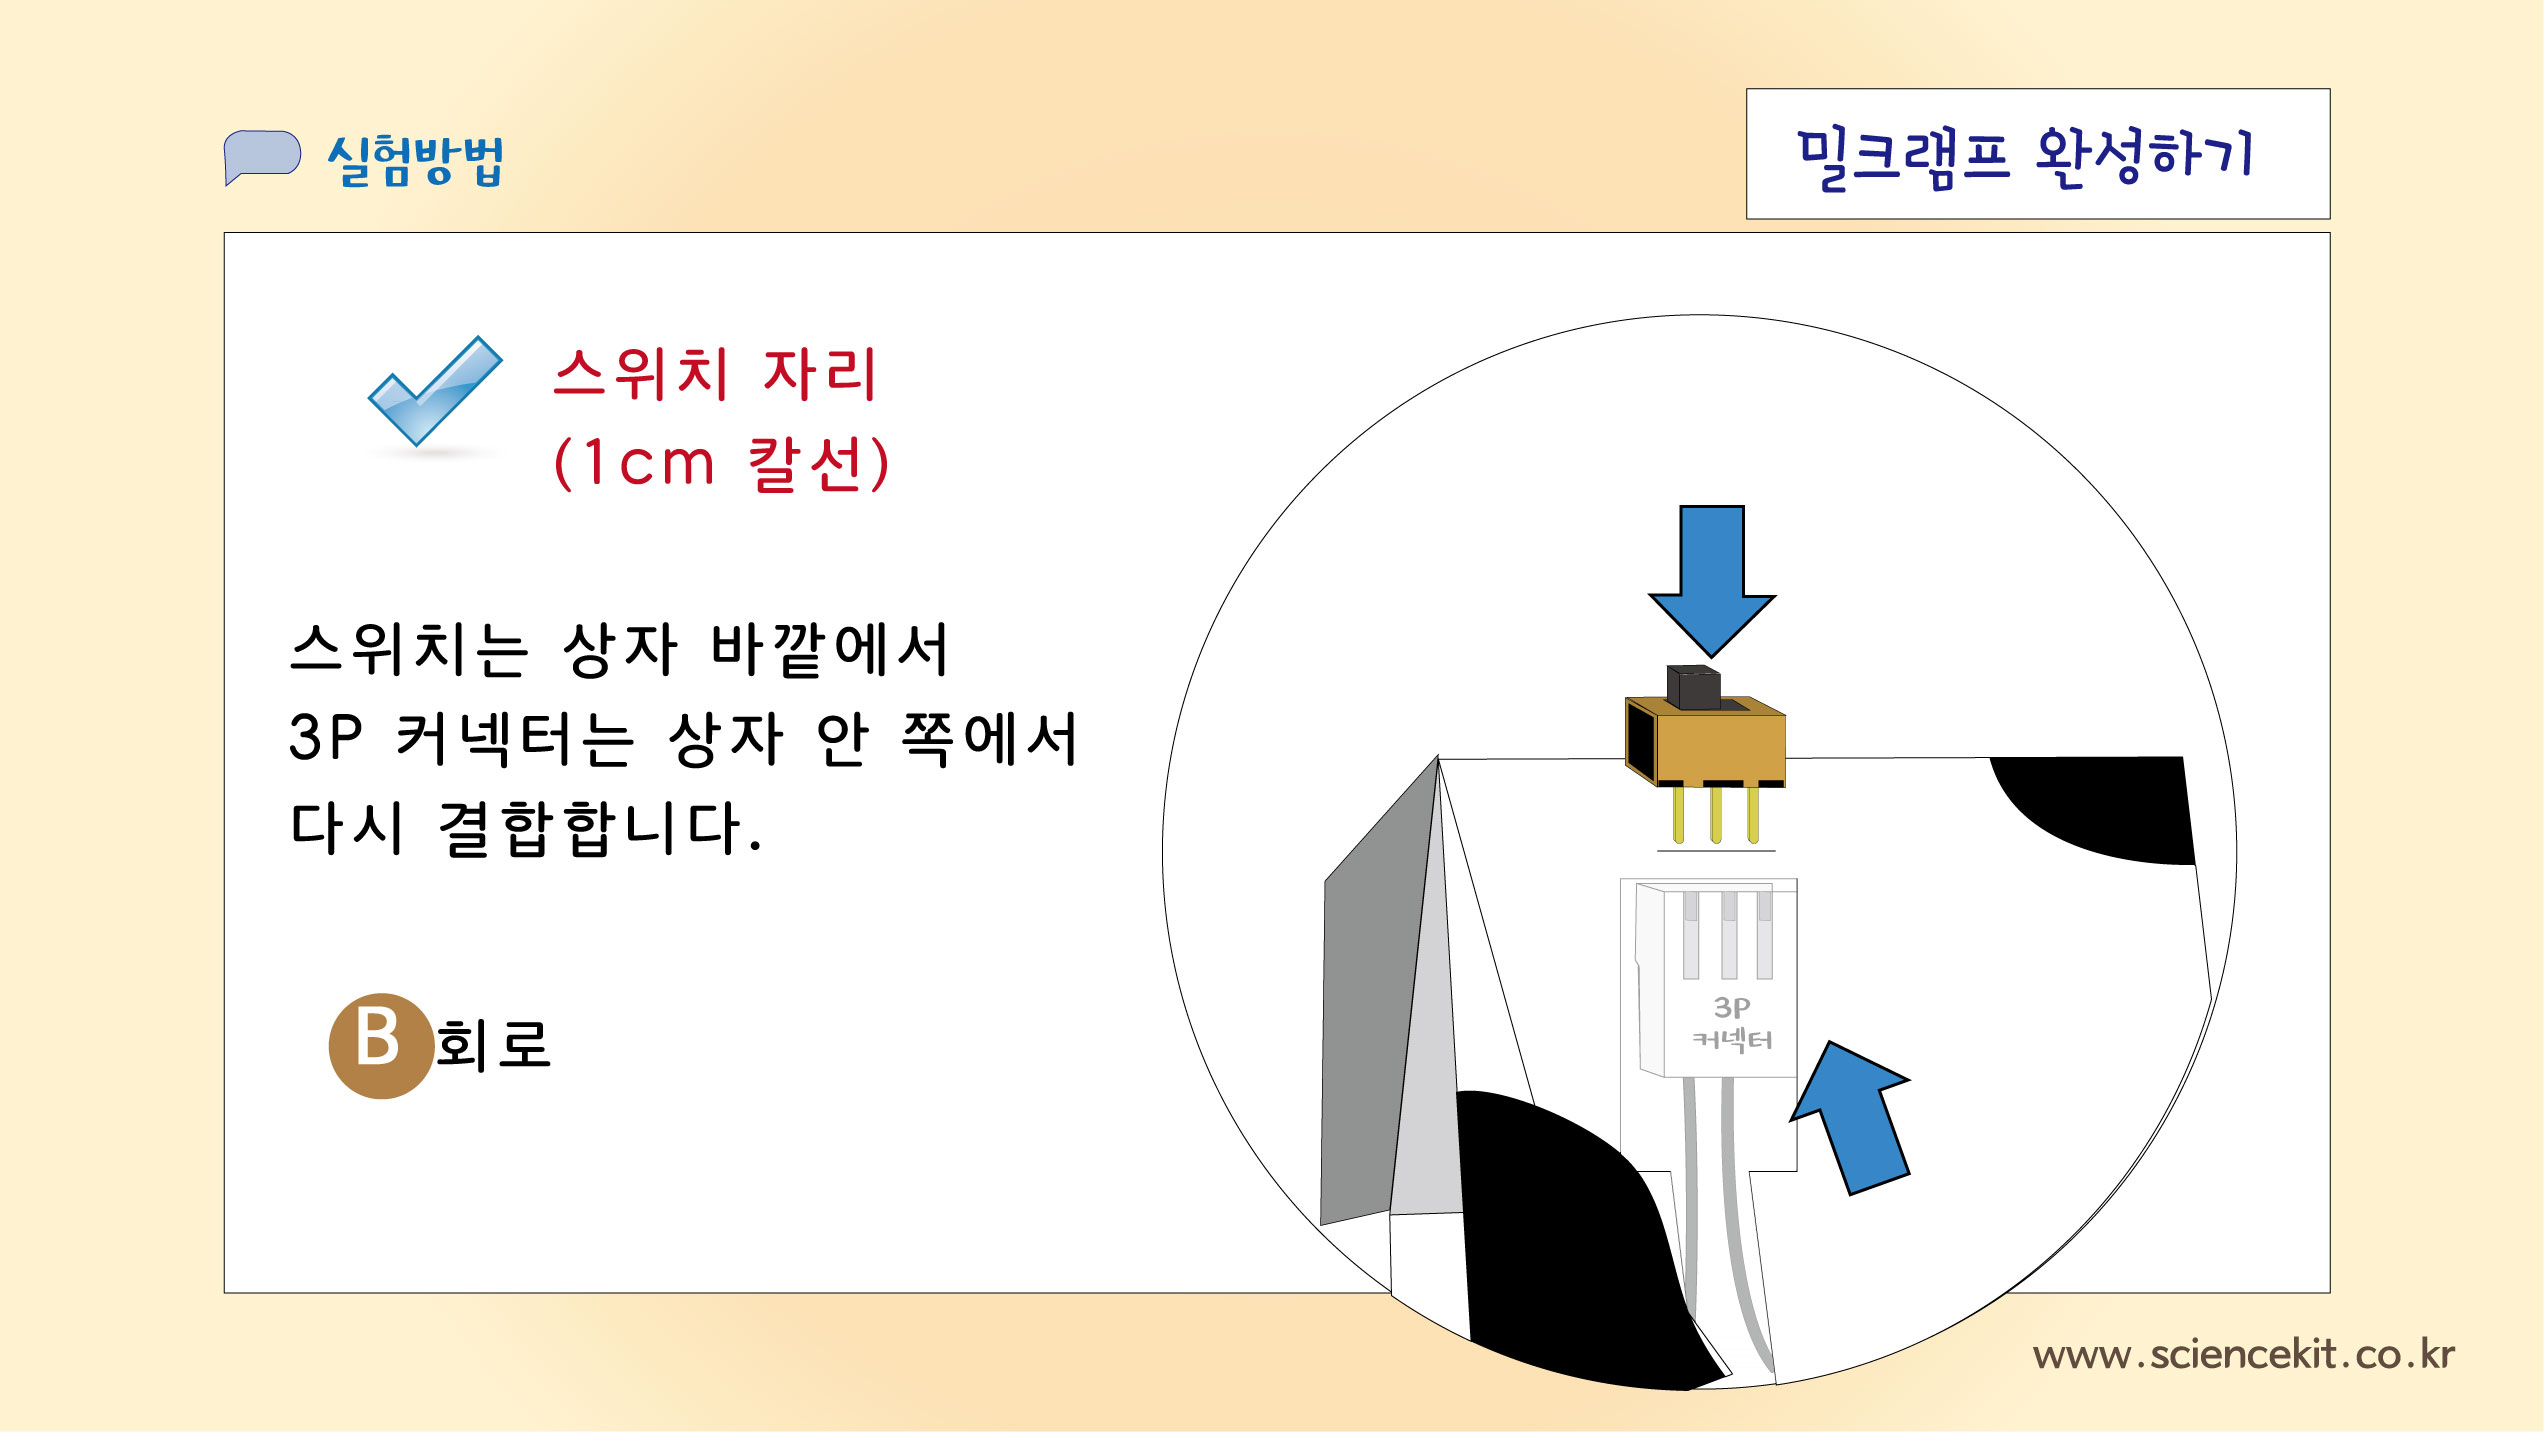 실험방법
밀크램프 완성하기
스위치 자리
(1cm 칼선)
스위치는 상자 바깥에서
3P 커넥터는 상자 안 쪽에서
다시 결합합니다.
B 회로
3P
커넥터
www.sciencekit.co.kr